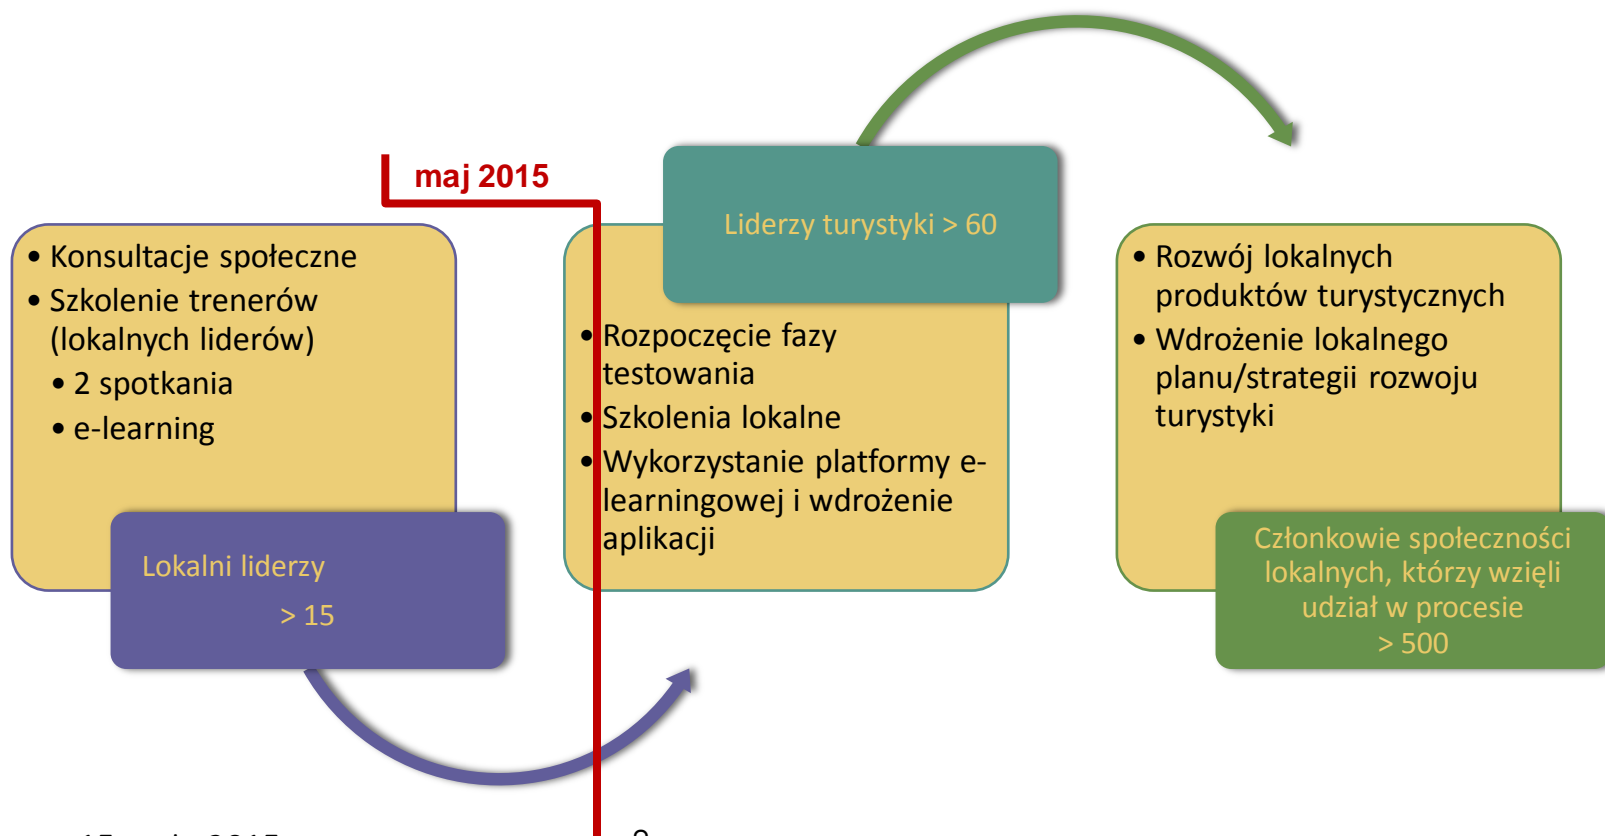 maj 2015
• Konsultacje społeczne
• Szkolenie trenerów
(lokalnych liderów)
• 2 spotkania
• e-learning
Lokalni liderzy
> 15
Liderzy turystyki > 60
• Rozpoczęcie fazy
testowania
• Szkolenia lokalne
• Wykorzystanie platformy e-
learningowej i wdrożenie
aplikacji
• Rozwój lokalnych
produktów turystycznych
• Wdrożenie lokalnego
planu/strategii rozwoju
turystyki
Członkowie społeczności
lokalnych, którzy wzięli
udział w procesie
> 500